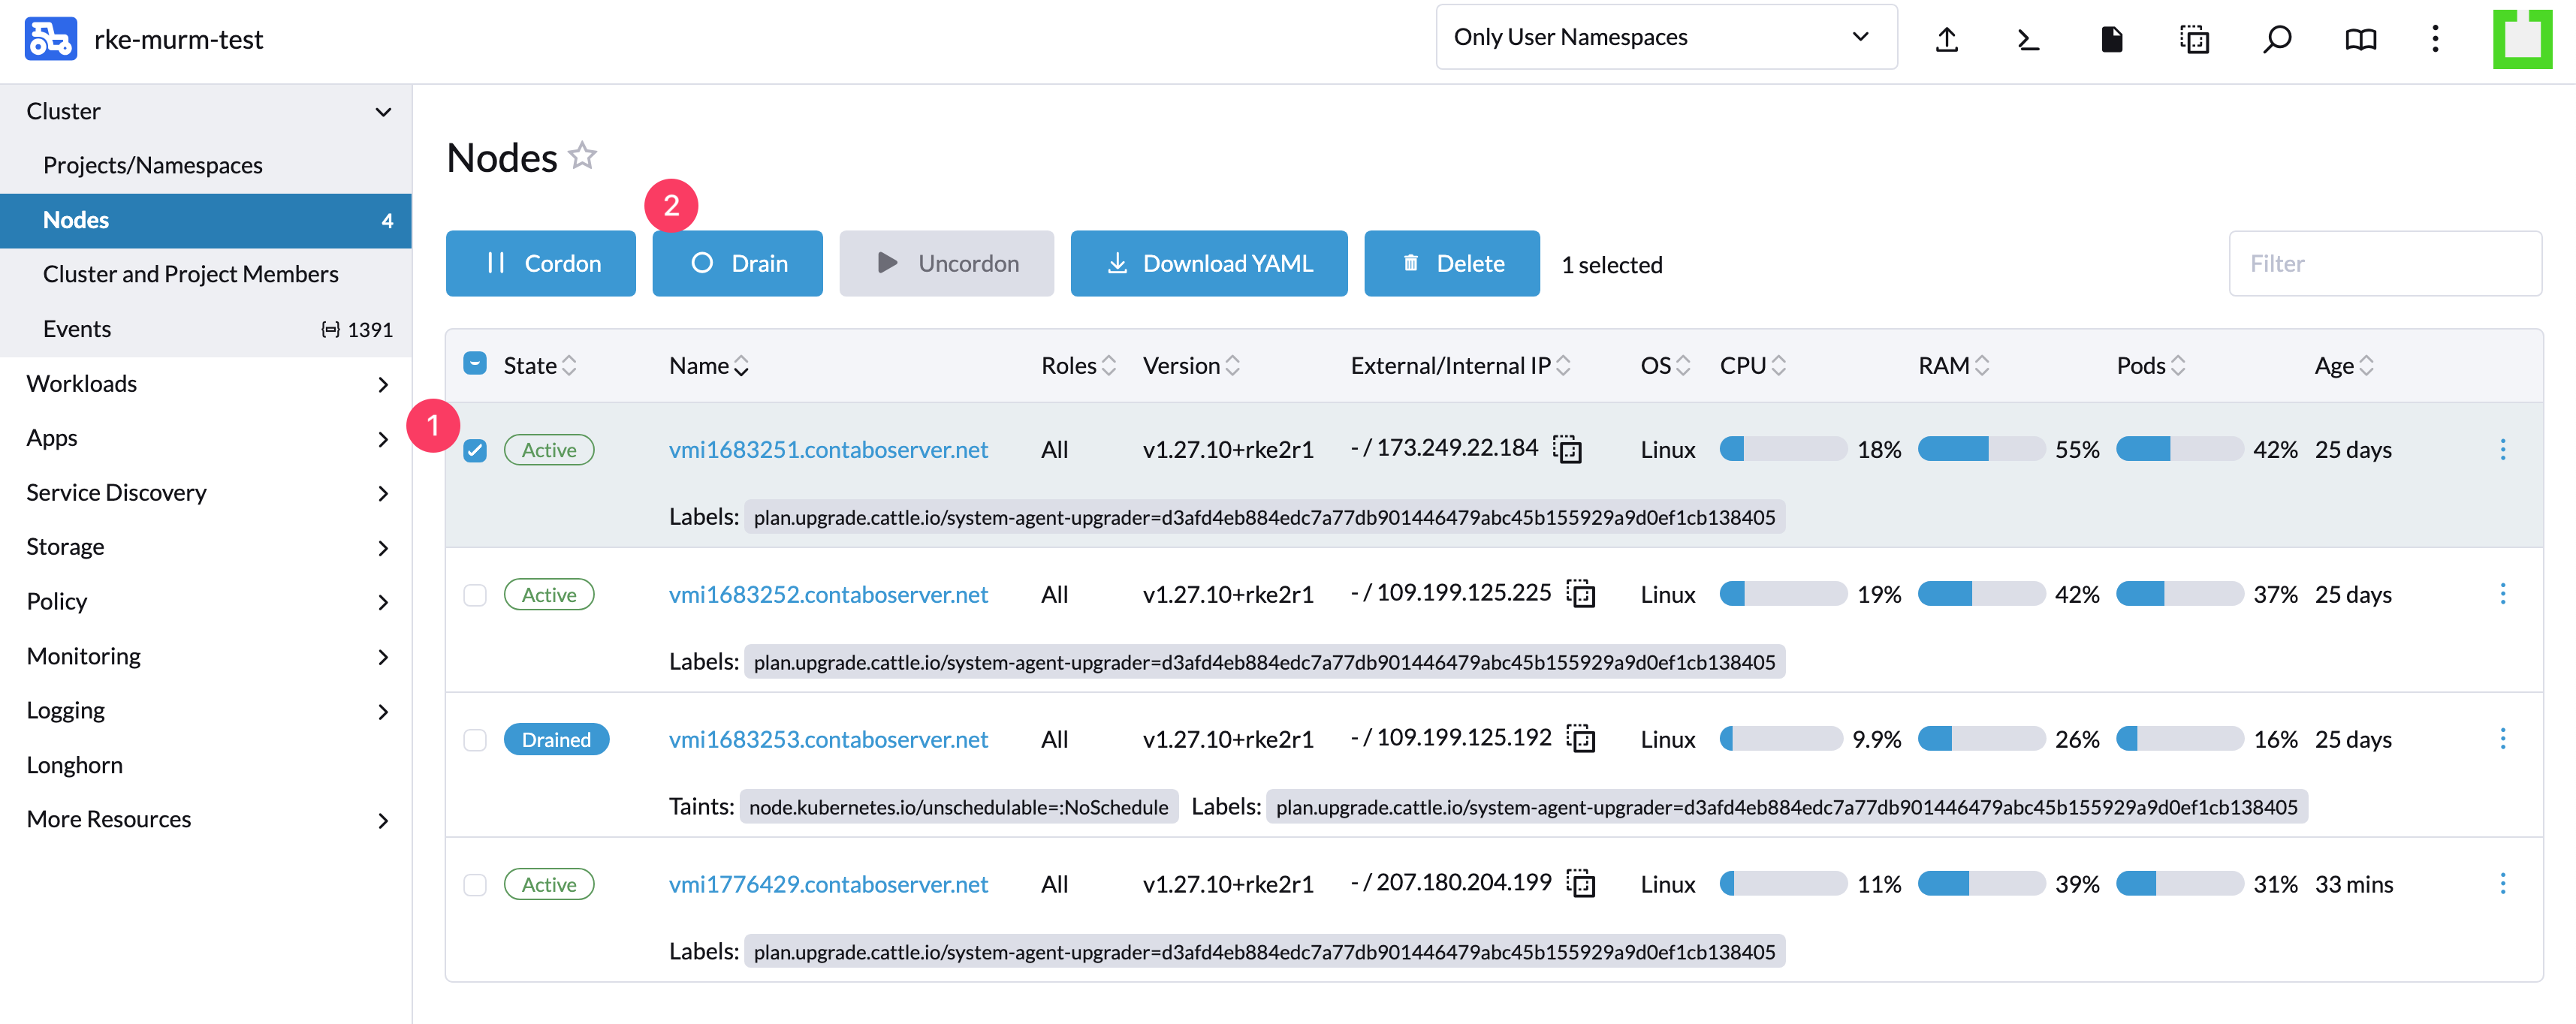 rke-murm-test
Only User Namespaces
Cluster
Projects/Namespaces
Nodes 4
Cluster and Project Members
Events 1391
Workloads
Apps
Service Discovery
Storage
Policy
Monitoring
Logging
Longhorn
More Resources
Nodes
2
Cordon Drain Uncordon Download YAML Delete 1 selected Filter
State Name Roles Version External/Internal IP OS CPU RAM Pods Age
1
Active vmi1683251.contaboserver.net All v1.27.10+rke2r1 - / 173.249.22.184 Linux 18% 55% 42% 25 days
Labels: plan.upgrade.cattle.io/system-agent-upgrader=d3afd4eb884edc7a77db901446479abc45b155929a9d0ef1cb138405
Active vmi1683252.contaboserver.net All v1.27.10+rke2r1 - / 109.199.125.225 Linux 19% 42% 37% 25 days
Labels: plan.upgrade.cattle.io/system-agent-upgrader=d3afd4eb884edc7a77db901446479abc45b155929a9d0ef1cb138405
Drained vmi1683253.contaboserver.net All v1.27.10+rke2r1 - / 109.199.125.192 Linux 9.9% 26% 16% 25 days
Taints: node.kubernetes.io/unschedulable=:NoSchedule Labels: plan.upgrade.cattle.io/system-agent-upgrader=d3afd4eb884edc7a77db901446479abc45b155929a9d0ef1cb138405
Active vmi1776429.contaboserver.net All v1.27.10+rke2r1 - / 207.180.204.199 Linux 11% 39% 31% 33 mins
Labels: plan.upgrade.cattle.io/system-agent-upgrader=d3afd4eb884edc7a77db901446479abc45b155929a9d0ef1cb138405